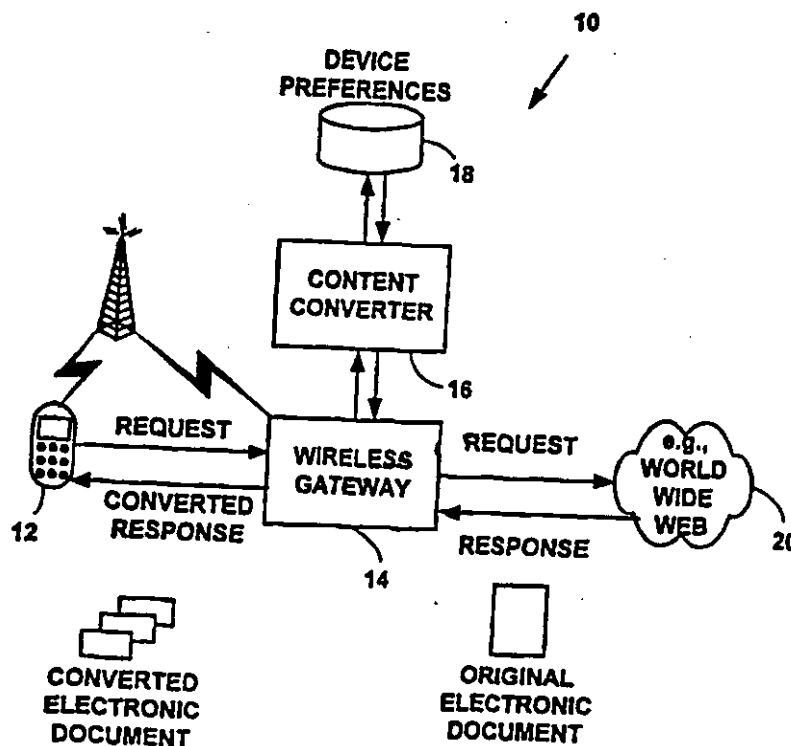 10
DEVICE
PREFERENCES
18
CONTENT
CONVERTER
16
REQUEST
WIRELESS
GATEWAY
REQUEST
e.g.,
WORLD
WIDE
WEB
12
CONVERTED
RESPONSE
14
RESPONSE
20
CONVERTED
ELECTRONIC
DOCUMENT
ORIGINAL
ELECTRONIC
DOCUMENT